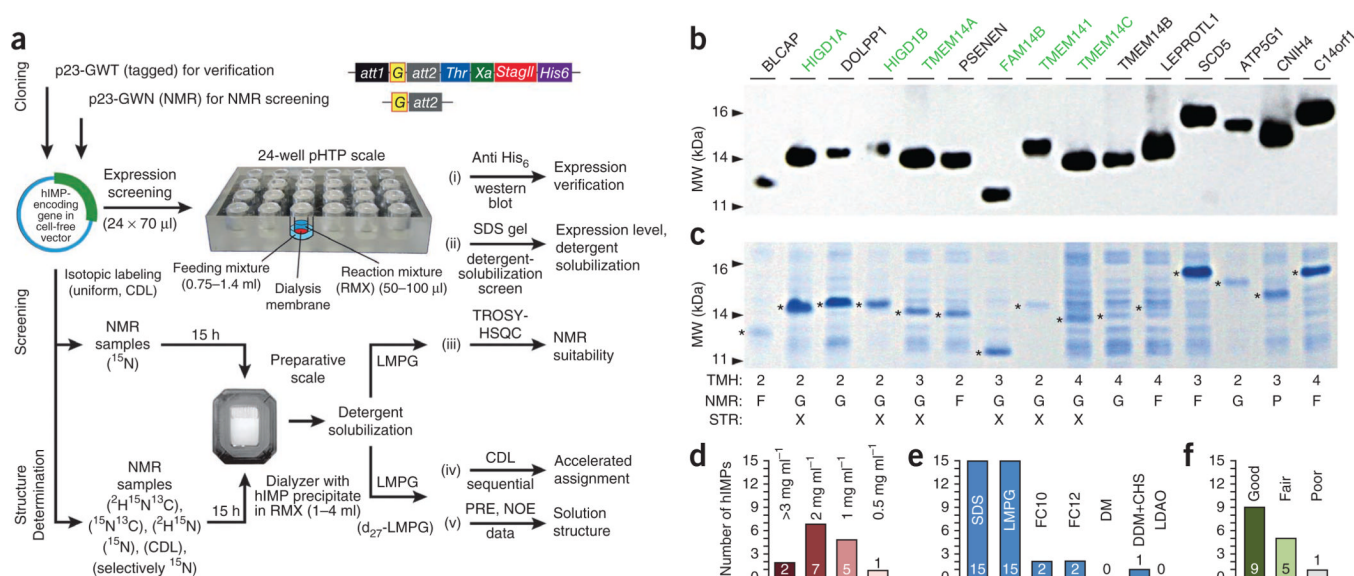 a
Cloning
p23-GWT (tagged) for verification
p23-GWN (NMR) for NMR screening
att1 G att2 Thr Xa StagII His6
G att2
hIMP-
encoding
gene in
cell-free
vector
Expression
screening
(24 × 70 µl)
24-well pHTP scale
Feeding mixture
(0.75–1.4 ml)
Dialysis
membrane
Reaction mixture
(RMX) (50–100 µl)
(i)
Anti His6
western
blot
Expression
verification
(ii)
SDS gel
detergent-
solubilization
screen
Expression level,
detergent
solubilization
Isotopic labeling
(uniform, CDL)
Screening
NMR
samples
(15N)
15 h
Preparative
scale
LMPG
(iii)
TROSY-
HSQC
NMR
suitability
Detergent
solubilization
Structure
Determination
NMR
samples
(2H15N13C),
(15N13C), (2H15N)
(15N), (CDL),
(selectively 15N)
15 h
Dialyzer with
hIMP precipitate
in RMX (1–4 ml)
LMPG
(d27-LMPG)
(iv)
CDL
sequential
Accelerated
assignment
(v)
PRE, NOE
data
Solution
structure
b
BLCAP HIGD1A DOLPP1 HIGD1B TMEM14A PSENEN FAM14B TMEM141 TMEM14C TMEM14B LEPROTL1 SCD5 ATP5G1 CNIH4 C14orf1
MW (kDa)
16
14
11
c
MW (kDa)
16
14
11
* * * * * * * * * * * * * * *
TMH: 2 2 2 2 3 2 3 2 4 4 4 3 2 3 4
NMR: F G G G G F G G G G F F G P F
STR: X X X X X X
d
Number of hIMPs
15
12
9
6
3
0
>3 mg ml−1
2 mg ml−1
1 mg ml−1
0.5 mg ml−1
2 7 5 1
e
15
12
9
6
3
0
SDS LMPG FC10 FC12 DM DDM+CHS LDAO
15 15 2 2 0 1 0
f
15
12
9
6
3
0
Good Fair Poor
9 5 1